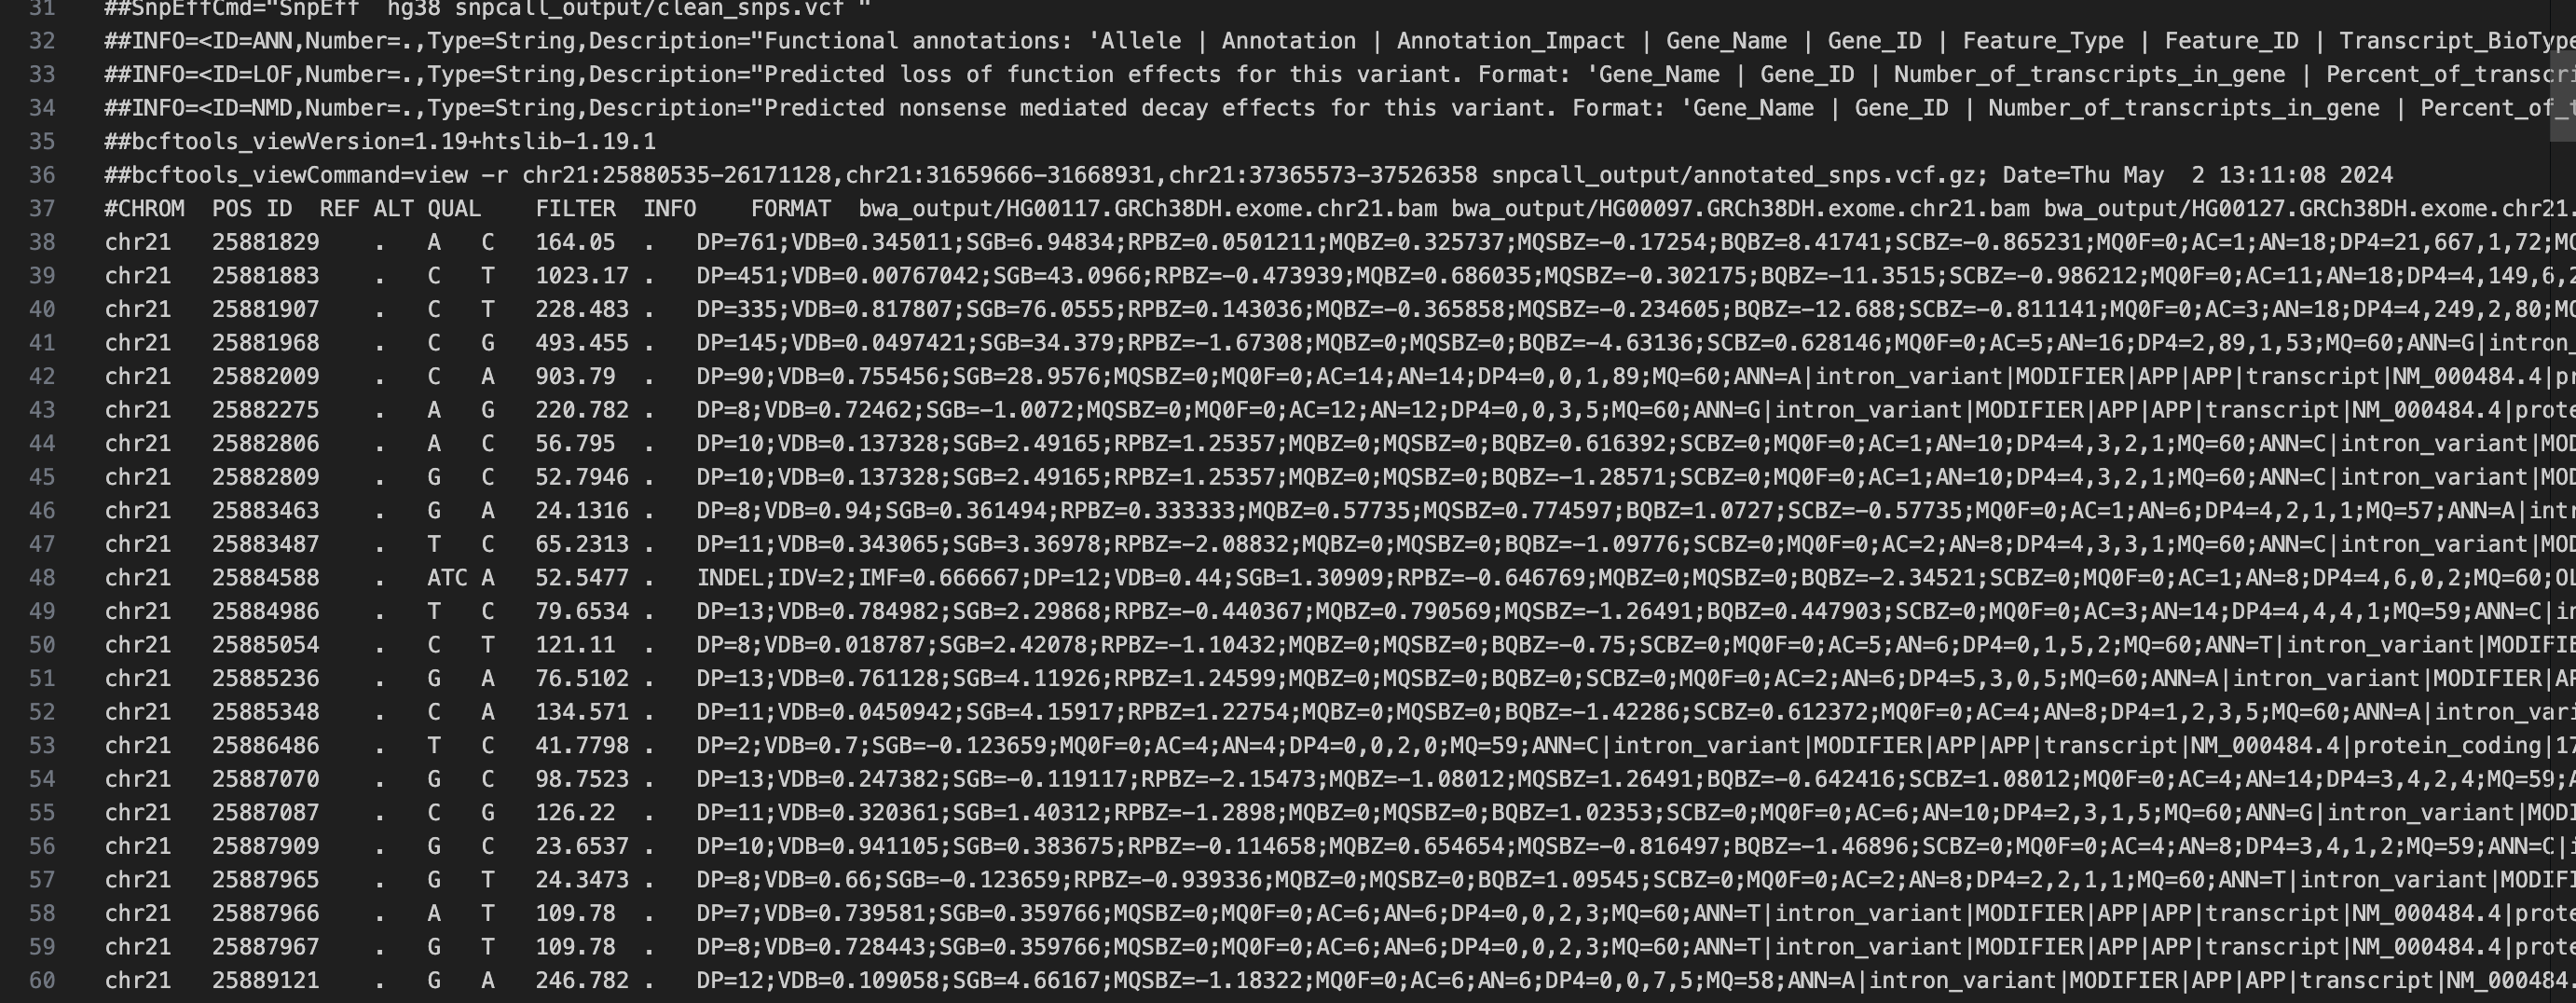 31 ##SnpEffCmd="SnpEff  hg38 snpcall_output/clean_snps.vcf "
32 ##INFO=<ID=ANN,Number=.,Type=String,Description="Functional annotations: 'Allele | Annotation | Annotation_Impact | Gene_Name | Gene_ID | Feature_Type | Feature_ID | Transcript_BioType
33 ##INFO=<ID=LOF,Number=.,Type=String,Description="Predicted loss of function effects for this variant. Format: 'Gene_Name | Gene_ID | Number_of_transcripts_in_gene | Percent_of_transcri
34 ##INFO=<ID=NMD,Number=.,Type=String,Description="Predicted nonsense mediated decay effects for this variant. Format: 'Gene_Name | Gene_ID | Number_of_transcripts_in_gene | Percent_of_t
35 ##bcftools_viewVersion=1.19+htslib-1.19.1
36 ##bcftools_viewCommand=view -r chr21:25880535-26171128,chr21:31659666-31668931,chr21:37365573-37526358 snpcall_output/annotated_snps.vcf.gz; Date=Thu May  2 13:11:08 2024
37 #CHROM POS ID REF ALT QUAL FILTER INFO FORMAT bwa_output/HG00117.GRCh38DH.exome.chr21.bam bwa_output/HG00097.GRCh38DH.exome.chr21.bam bwa_output/HG00127.GRCh38DH.exome.chr21.
38 chr21 25881829 . A C 164.05 . DP=761;VDB=0.345011;SGB=6.94834;RPBZ=0.0501211;MQBZ=0.325737;MQSBZ=-0.17254;BQBZ=8.41741;SCBZ=-0.865231;MQ0F=0;AC=1;AN=18;DP4=21,667,1,72;MQ
39 chr21 25881883 . C T 1023.17 . DP=451;VDB=0.00767042;SGB=43.0966;RPBZ=-0.473939;MQBZ=0.686035;MQSBZ=-0.302175;BQBZ=-11.3515;SCBZ=-0.986212;MQ0F=0;AC=11;AN=18;DP4=4,149,6,2
40 chr21 25881907 . C T 228.483 . DP=335;VDB=0.817807;SGB=76.0555;RPBZ=0.143036;MQBZ=-0.365858;MQSBZ=-0.234605;BQBZ=-12.688;SCBZ=-0.811141;MQ0F=0;AC=3;AN=18;DP4=4,249,2,80;MQ
41 chr21 25881968 . C G 493.455 . DP=145;VDB=0.0497421;SGB=34.379;RPBZ=-1.67308;MQBZ=0;MQSBZ=0;BQBZ=-4.63136;SCBZ=0.628146;MQ0F=0;AC=5;AN=16;DP4=2,89,1,53;MQ=60;ANN=G|intron_
42 chr21 25882009 . C A 903.79 . DP=90;VDB=0.755456;SGB=28.9576;MQSBZ=0;MQ0F=0;AC=14;AN=14;DP4=0,0,1,89;MQ=60;ANN=A|intron_variant|MODIFIER|APP|APP|transcript|NM_000484.4|pr
43 chr21 25882275 . A G 220.782 . DP=8;VDB=0.72462;SGB=-1.0072;MQSBZ=0;MQ0F=0;AC=12;AN=12;DP4=0,0,3,5;MQ=60;ANN=G|intron_variant|MODIFIER|APP|APP|transcript|NM_000484.4|prote
44 chr21 25882806 . A C 56.795 . DP=10;VDB=0.137328;SGB=2.49165;RPBZ=1.25357;MQBZ=0;MQSBZ=0;BQBZ=0.616392;SCBZ=0;MQ0F=0;AC=1;AN=10;DP4=4,3,2,1;MQ=60;ANN=C|intron_variant|MOD
45 chr21 25882809 . G C 52.7946 . DP=10;VDB=0.137328;SGB=2.49165;RPBZ=1.25357;MQBZ=0;MQSBZ=0;BQBZ=-1.28571;SCBZ=0;MQ0F=0;AC=1;AN=10;DP4=4,3,2,1;MQ=60;ANN=C|intron_variant|MOD
46 chr21 25883463 . G A 24.1316 . DP=8;VDB=0.94;SGB=0.361494;RPBZ=0.333333;MQBZ=0.57735;MQSBZ=0.774597;BQBZ=1.0727;SCBZ=-0.57735;MQ0F=0;AC=1;AN=6;DP4=4,2,1,1;MQ=57;ANN=A|intr
47 chr21 25883487 . T C 65.2313 . DP=11;VDB=0.343065;SGB=3.36978;RPBZ=-2.08832;MQBZ=0;MQSBZ=0;BQBZ=-1.09776;SCBZ=0;MQ0F=0;AC=2;AN=8;DP4=4,3,3,1;MQ=60;ANN=C|intron_variant|MOD
48 chr21 25884588 . ATC A 52.5477 . INDEL;IDV=2;IMF=0.666667;DP=12;VDB=0.44;SGB=1.30909;RPBZ=-0.646769;MQBZ=0;MQSBZ=0;BQBZ=-2.34521;SCBZ=0;MQ0F=0;AC=1;AN=8;DP4=4,6,0,2;MQ=60;
49 chr21 25884986 . T C 79.6534 . DP=13;VDB=0.784982;SGB=2.29868;RPBZ=-0.440367;MQBZ=0.790569;MQSBZ=-1.26491;BQBZ=0.447903;SCBZ=0;MQ0F=0;AC=3;AN=14;DP4=4,4,4,1;MQ=59;ANN=C|in
50 chr21 25885054 . C T 121.11 . DP=8;VDB=0.018787;SGB=2.42078;RPBZ=-1.10432;MQBZ=0;MQSBZ=0;BQBZ=-0.75;SCBZ=0;MQ0F=0;AC=5;AN=6;DP4=0,1,5,2;MQ=60;ANN=T|intron_variant|MODIFIE
51 chr21 25885236 . G A 76.5102 . DP=13;VDB=0.761128;SGB=4.11926;RPBZ=1.24599;MQBZ=0;MQSBZ=0;BQBZ=0;SCBZ=0;MQ0F=0;AC=2;AN=6;DP4=5,3,0,5;MQ=60;ANN=A|intron_variant|MODIFIER|AP
52 chr21 25885348 . C A 134.571 . DP=11;VDB=0.0450942;SGB=4.15917;RPBZ=1.22754;MQBZ=0;MQSBZ=0;BQBZ=-1.42286;SCBZ=0.612372;MQ0F=0;AC=4;AN=8;DP4=1,2,3,5;MQ=60;ANN=A|intron_vari
53 chr21 25886486 . T C 41.7798 . DP=2;VDB=0.7;SGB=-0.123659;MQ0F=0;AC=4;AN=4;DP4=0,0,2,0;MQ=59;ANN=C|intron_variant|MODIFIER|APP|APP|transcript|NM_000484.4|protein_coding|17
54 chr21 25887070 . G C 98.7523 . DP=13;VDB=0.247382;SGB=-0.119117;RPBZ=-2.15473;MQBZ=-1.08012;MQSBZ=1.26491;BQBZ=-0.642416;SCBZ=1.08012;MQ0F=0;AC=4;AN=14;DP4=3,4,2,4;MQ=59;A
55 chr21 25887087 . C G 126.22 . DP=11;VDB=0.320361;SGB=1.40312;RPBZ=-1.2898;MQBZ=0;MQSBZ=0;BQBZ=1.02353;SCBZ=0;MQ0F=0;AC=6;AN=10;DP4=2,3,1,5;MQ=60;ANN=G|intron_variant|MODI
56 chr21 25887909 . G C 23.6537 . DP=10;VDB=0.941105;SGB=0.383675;RPBZ=-0.114658;MQBZ=0.654654;MQSBZ=-0.816497;BQBZ=-1.46896;SCBZ=0;MQ0F=0;AC=4;AN=8;DP4=3,4,1,2;MQ=59;ANN=C|i
57 chr21 25887965 . G T 24.3473 . DP=8;VDB=0.66;SGB=-0.123659;RPBZ=-0.939336;MQBZ=0;MQSBZ=0;BQBZ=1.09545;SCBZ=0;MQ0F=0;AC=2;AN=8;DP4=2,2,1,1;MQ=60;ANN=T|intron_variant|MODIFI
58 chr21 25887966 . A T 109.78 . DP=7;VDB=0.739581;SGB=0.359766;MQSBZ=0;MQ0F=0;AC=6;AN=6;DP4=0,0,2,3;MQ=60;ANN=T|intron_variant|MODIFIER|APP|APP|transcript|NM_000484.4|prote
59 chr21 25887967 . G T 109.78 . DP=8;VDB=0.728443;SGB=0.359766;MQSBZ=0;MQ0F=0;AC=6;AN=6;DP4=0,0,2,3;MQ=60;ANN=T|intron_variant|MODIFIER|APP|APP|transcript|NM_000484.4|prote
60 chr21 25889121 . G A 246.782 . DP=12;VDB=0.109058;SGB=4.66167;MQSBZ=-1.18322;MQ0F=0;AC=6;AN=6;DP4=0,0,7,5;MQ=58;ANN=A|intron_variant|MODIFIER|APP|APP|transcript|NM_000484